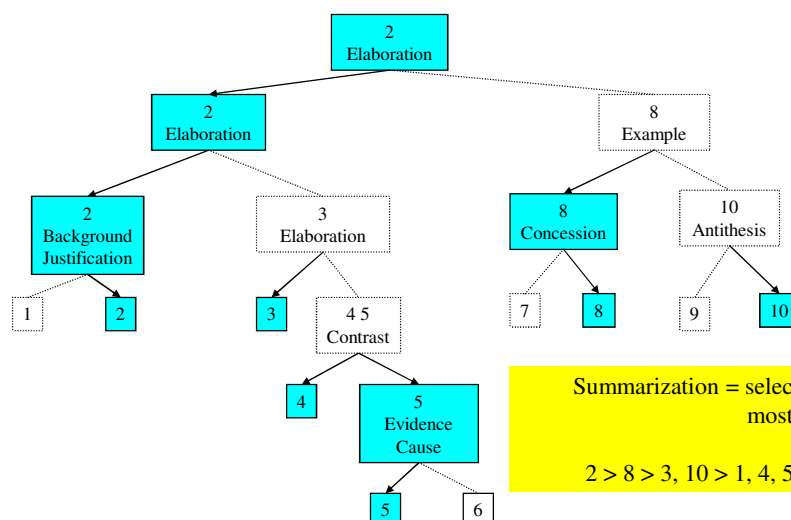 2
Elaboration
2
Elaboration
8
Example
2
Background
Justification
3
Elaboration
8
Concession
10
Antithesis
1
2
3
4 5
Contrast
7
8
9
10
4
5
Evidence
Cause
5
6
Summarization = selec
most
2 > 8 > 3, 10 > 1, 4, 5